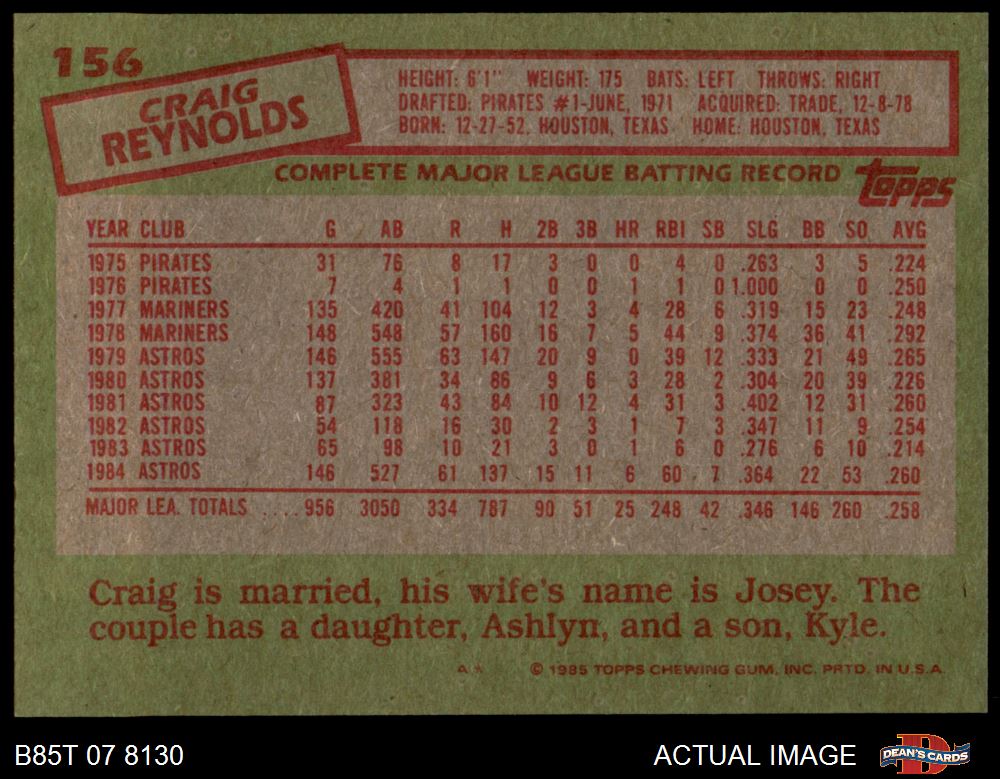 156
CRAIG
REYNOLDS
HEIGHT: 6'1" WEIGHT: 175 BATS: LEFT THROWS: RIGHT
DRAFTED: PIRATES #1-JUNE, 1971 ACQUIRED: TRADE, 12-8-78
BORN: 12-27-52, HOUSTON, TEXAS HOME: HOUSTON, TEXAS
COMPLETE MAJOR LEAGUE BATTING RECORD
topps
YEAR CLUB G AB R H 2B 3B HR RBI SB SLG BB SO AVG
1975 PIRATES 31 76 8 17 3 0 0 4 0 .263 3 5 .224
1976 PIRATES 7 4 1 1 0 0 1 1 0 1.000 0 0 .250
1977 MARINERS 135 420 41 104 12 3 4 28 6 .319 15 23 .248
1978 MARINERS 148 548 57 160 16 7 5 44 9 .374 36 41 .292
1979 ASTROS 146 555 63 147 20 9 0 39 12 .333 21 49 .265
1980 ASTROS 137 381 34 86 9 6 3 28 2 .304 20 39 .226
1981 ASTROS 87 323 43 84 10 12 4 31 3 .402 12 31 .260
1982 ASTROS 54 118 16 30 2 3 1 7 3 .347 11 9 .254
1983 ASTROS 65 98 10 21 3 0 1 6 0 .276 6 10 .214
1984 ASTROS 146 527 61 137 15 11 6 60 7 .364 22 53 .260
MAJOR LEA. TOTALS .... 956 3050 334 787 90 51 25 248 42 .346 146 260 .258
Craig is married, his wife's name is Josey. The
couple has a daughter, Ashlyn, and a son, Kyle.
A * © 1985 TOPPS CHEWING GUM, INC. PRTD. IN U.S.A.
B85T 07 8130
ACTUAL IMAGE
D
DEAN'S CARDS